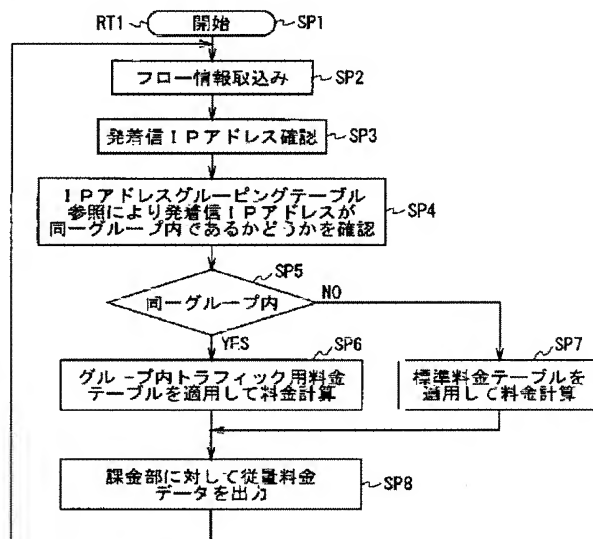 RT1 開始 SP1
フロー情報取込み SP2
発着信IPアドレス確認 SP3
IPアドレスグルーピングテーブル
参照により発着信IPアドレスが
同一グループ内であるかどうかを確認
SP4
SP5
同一グループ内
NO
YES
SP6
グループ内トラフィック用料金
テーブルを適用して料金計算
SP7
標準料金テーブルを
適用して料金計算
課金部に対して従量料金
データを出力
SP8